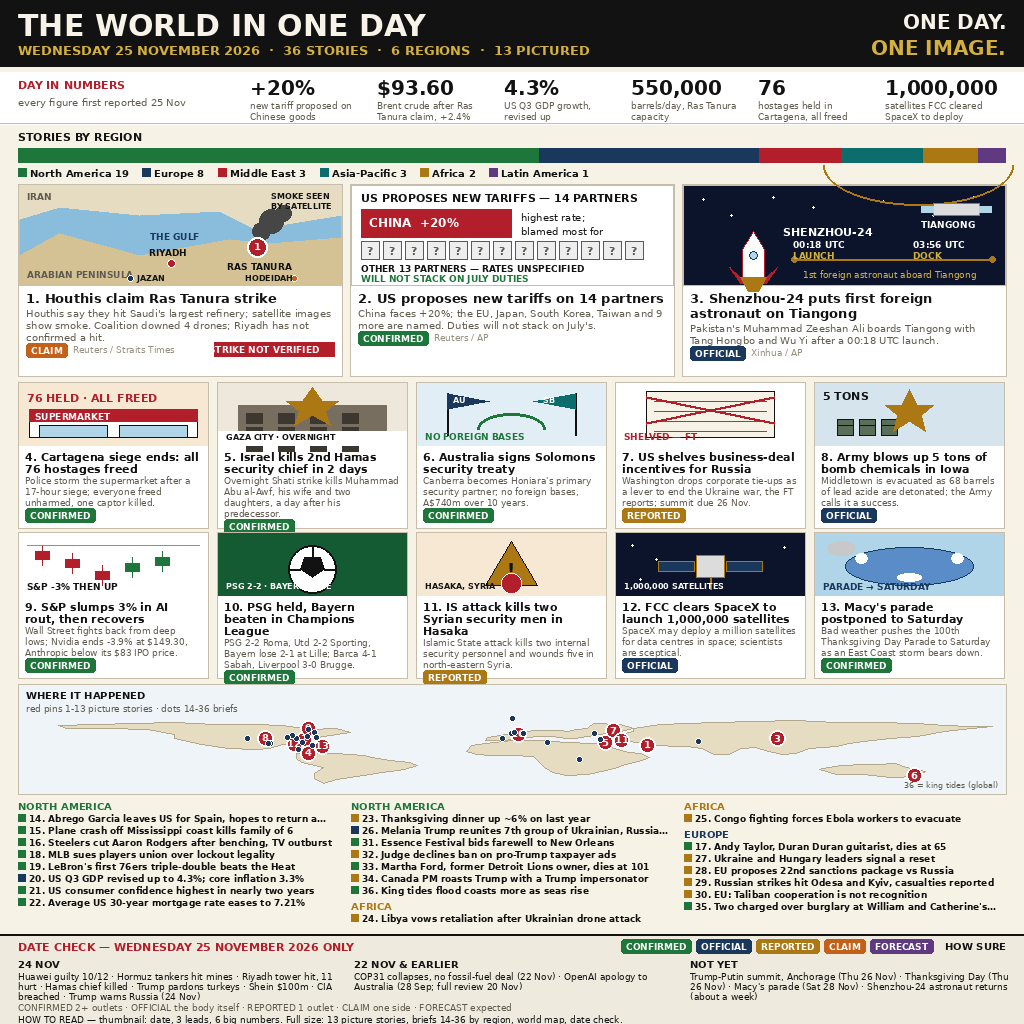 THE WORLD IN ONE DAY
WEDNESDAY 25 NOVEMBER 2026 · 36 STORIES · 6 REGIONS · 13 PICTURED
ONE DAY.
ONE IMAGE.
DAY IN NUMBERS
every figure first reported 25 Nov
+20%
new tariff proposed on
Chinese goods
$93.60
Brent crude after Ras
Tanura claim, +2.4%
4.3%
US Q3 GDP growth,
revised up
550,000
barrels/day, Ras Tanura
capacity
76
hostages held in
Cartagena, all freed
1,000,000
satellites FCC cleared
SpaceX to deploy
STORIES BY REGION
North America 19
Europe 8
Middle East 3
Asia-Pacific 3
Africa 2
Latin America 1
IRAN
SMOKE SEEN
BY SATELLITE
THE GULF
RIYADH
1
RAS TANURA
ARABIAN PENINSULA
JAZAN
HODEIDAH
1. Houthis claim Ras Tanura strike
Houthis say they hit Saudi's largest refinery; satellite images
show smoke. Coalition downed 4 drones; Riyadh has not
confirmed a hit.
CLAIM Reuters / Straits Times
TRIKE NOT VERIFIED
US PROPOSES NEW TARIFFS — 14 PARTNERS
CHINA +20%
highest rate;
blamed most for
? ? ? ? ? ? ? ? ? ? ? ? ?
OTHER 13 PARTNERS — RATES UNSPECIFIED
WILL NOT STACK ON JULY DUTIES
2. US proposes new tariffs on 14 partners
China faces +20%; the EU, Japan, South Korea, Taiwan and 9
more are named. Duties will not stack on July's.
CONFIRMED Reuters / AP
SHENZHOU-24
TIANGONG
00:18 UTC
LAUNCH
03:56 UTC
DOCK
1st foreign astronaut aboard Tiangong
3. Shenzhou-24 puts first foreign
astronaut on Tiangong
Pakistan's Muhammad Zeeshan Ali boards Tiangong with
Tang Hongbo and Wu Yi after a 00:18 UTC launch.
OFFICIAL Xinhua / AP
76 HELD · ALL FREED
SUPERMARKET
4. Cartagena siege ends: all
76 hostages freed
Police storm the supermarket after a
17-hour siege; everyone freed
unharmed, one captor killed.
CONFIRMED
GAZA CITY · OVERNIGHT
5. Israel kills 2nd Hamas
security chief in 2 days
Overnight Shati strike kills Muhammad
Abu al-Awf, his wife and two
daughters, a day after his
predecessor.
CONFIRMED
AU
SB
NO FOREIGN BASES
6. Australia signs Solomons
security treaty
Canberra becomes Honiara's primary
security partner; no foreign bases,
A$740m over 10 years.
CONFIRMED
SHELVED
FT
7. US shelves business-deal
incentives for Russia
Washington drops corporate tie-ups as
a lever to end the Ukraine war, the FT
reports; summit due 26 Nov.
REPORTED
5 TONS
8. Army blows up 5 tons of
bomb chemicals in Iowa
Middletown is evacuated as 68 barrels
of lead azide are detonated; the Army
calls it a success.
OFFICIAL
S&P -3% THEN UP
9. S&P slumps 3% in AI
rout, then recovers
Wall Street fights back from deep
lows; Nvidia ends -3.9% at $149.30,
Anthropic below its $83 IPO price.
CONFIRMED
PSG 2-2 · BAYER
10. PSG held, Bayern
beaten in Champions
League
PSG 2-2 Roma, Utd 2-2 Sporting,
Bayern lose 2-1 at Lille; Barca 4-1
Sabah, Liverpool 3-0 Brugge.
CONFIRMED
HASAKA, SYRIA
11. IS attack kills two
Syrian security men in
Hasaka
Islamic State attack kills two internal
security personnel and wounds five in
north-eastern Syria.
REPORTED
1,000,000 SATELLITES
12. FCC clears SpaceX to
launch 1,000,000 satellites
SpaceX may deploy a million satellites
for data centres in space; scientists
are sceptical.
OFFICIAL
PARADE → SATURDAY
13. Macy's parade
postponed to Saturday
Bad weather pushes the 100th
Thanksgiving Day Parade to Saturday
as an East Coast storm bears down.
CONFIRMED
WHERE IT HAPPENED
red pins 1-13 picture stories · dots 14-36 briefs
8
4
13
7
5
11
1
3
6
36 = king tides (global)
NORTH AMERICA
14. Abrego Garcia leaves US for Spain, hopes to return a...
15. Plane crash off Mississippi coast kills family of 6
16. Steelers cut Aaron Rodgers after benching, TV outburst
18. MLB sues players union over lockout legality
19. LeBron's first 76ers triple-double beats the Heat
20. US Q3 GDP revised up to 4.3%; core inflation 3.3%
21. US consumer confidence highest in nearly two years
22. Average US 30-year mortgage rate eases to 7.21%
NORTH AMERICA
23. Thanksgiving dinner up ~6% on last year
26. Melania Trump reunites 7th group of Ukrainian, Russia...
31. Essence Festival bids farewell to New Orleans
32. Judge declines ban on pro-Trump taxpayer ads
33. Martha Ford, former Detroit Lions owner, dies at 101
34. Canada PM roasts Trump with a Trump impersonator
36. King tides flood coasts more as seas rise
AFRICA
24. Libya vows retaliation after Ukrainian drone attack
AFRICA
25. Congo fighting forces Ebola workers to evacuate
EUROPE
17. Andy Taylor, Duran Duran guitarist, dies at 65
27. Ukraine and Hungary leaders signal a reset
28. EU proposes 22nd sanctions package vs Russia
29. Russian strikes hit Odesa and Kyiv, casualties reported
30. EU: Taliban cooperation is not recognition
35. Two charged over burglary at William and Catherine's...
DATE CHECK — WEDNESDAY 25 NOVEMBER 2026 ONLY
CONFIRMED OFFICIAL REPORTED CLAIM FORECAST HOW SURE
24 NOV
Huawei guilty 10/12 · Hormuz tankers hit mines · Riyadh tower hit, 11
hurt · Hamas chief killed · Trump pardons turkeys · Shein $100m · CIA
breached · Trump warns Russia (24 Nov)
22 NOV & EARLIER
COP31 collapses, no fossil-fuel deal (22 Nov) · OpenAI apology to
Australia (28 Sep; full review 20 Nov)
NOT YET
Trump-Putin summit, Anchorage (Thu 26 Nov) · Thanksgiving Day (Thu
26 Nov) · Macy's parade (Sat 28 Nov) · Shenzhou-24 astronaut returns
(about a week)
CONFIRMED 2+ outlets · OFFICIAL the body itself · REPORTED 1 outlet · CLAIM one side · FORECAST expected
HOW TO READ — thumbnail: date, 3 leads, 6 big numbers. Full size: 13 picture stories, briefs 14-36 by region, world map, date check.